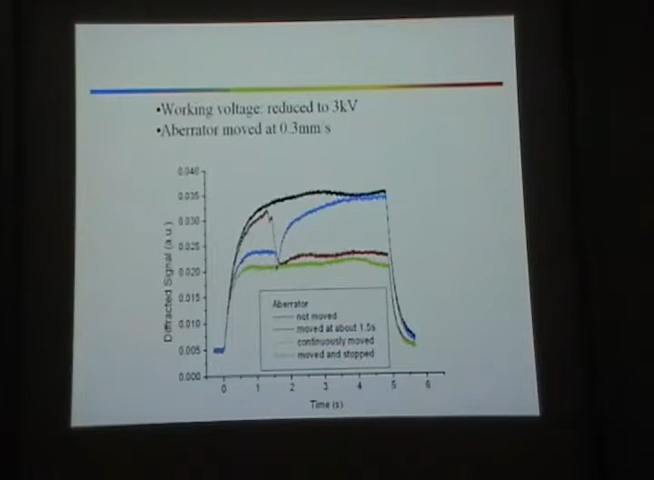 •Working voltage: reduced to 3kV
•Aberrator moved at 0.3mm/s
0.040
0.035
0.030
0.025
0.020
0.015
0.010
0.005
0.000
Diffracted Signal (a.u.)
Aberrator
not moved
moved at about 1.5s
continuously moved
moved and stopped
0 1 2 3 4 5 6
Time (s)